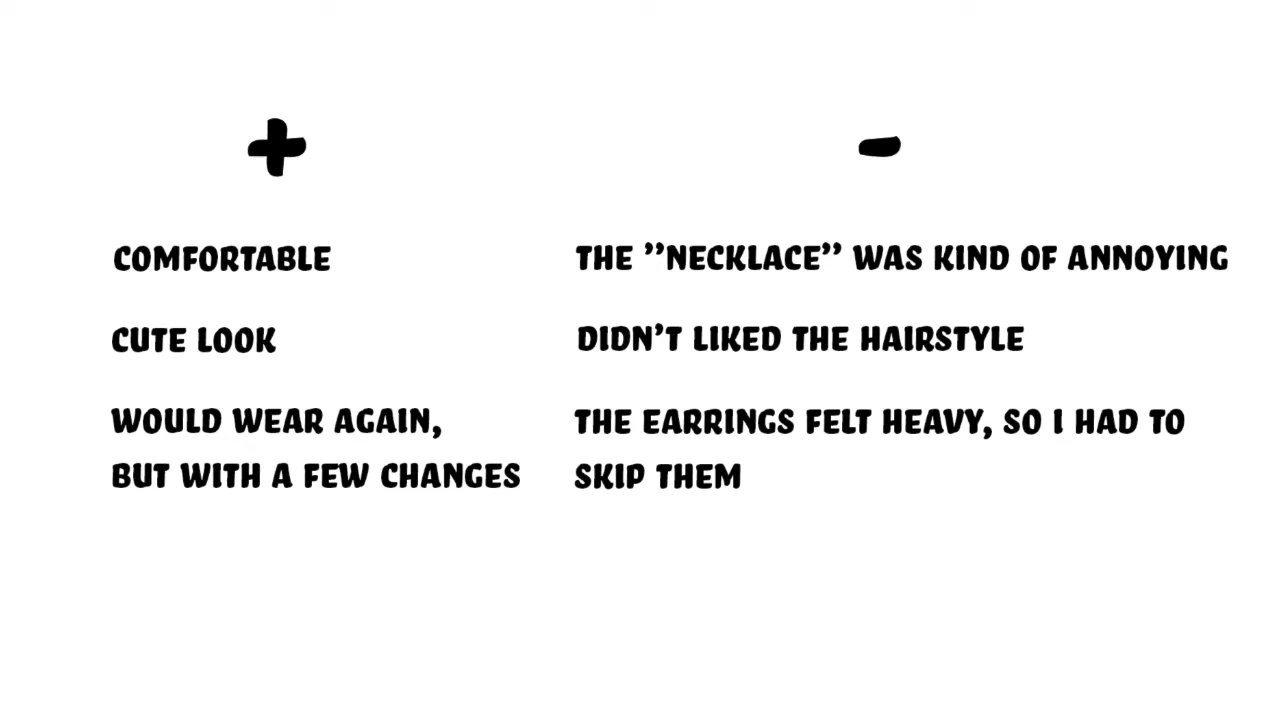 +
-
COMFORTABLE
THE ”NECKLACE” WAS KIND OF ANNOYING
CUTE LOOK
DIDN’T LIKED THE HAIRSTYLE
WOULD WEAR AGAIN,
BUT WITH A FEW CHANGES
THE EARRINGS FELT HEAVY, SO I HAD TO
SKIP THEM